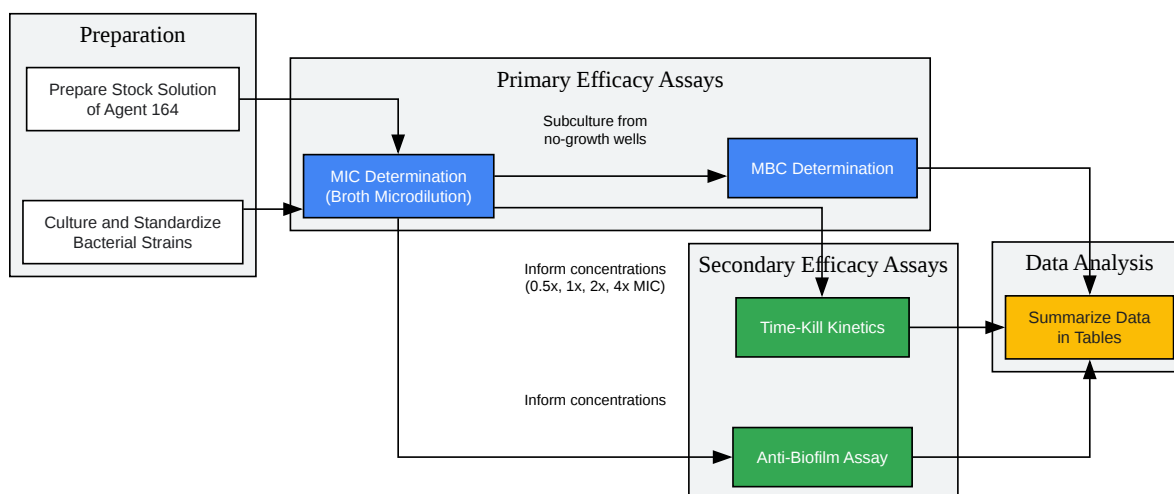 Preparation
Prepare Stock Solution
of Agent 164
Culture and Standardize
Bacterial Strains
Primary Efficacy Assays
Subculture from
no-growth wells
MIC Determination
(Broth Microdilution)
MBC Determination
Inform concentrations
(0.5x, 1x, 2x, 4x MIC)
Inform concentrations
Secondary Efficacy Assays
Time-Kill Kinetics
Anti-Biofilm Assay
Data Analysis
Summarize Data
in Tables